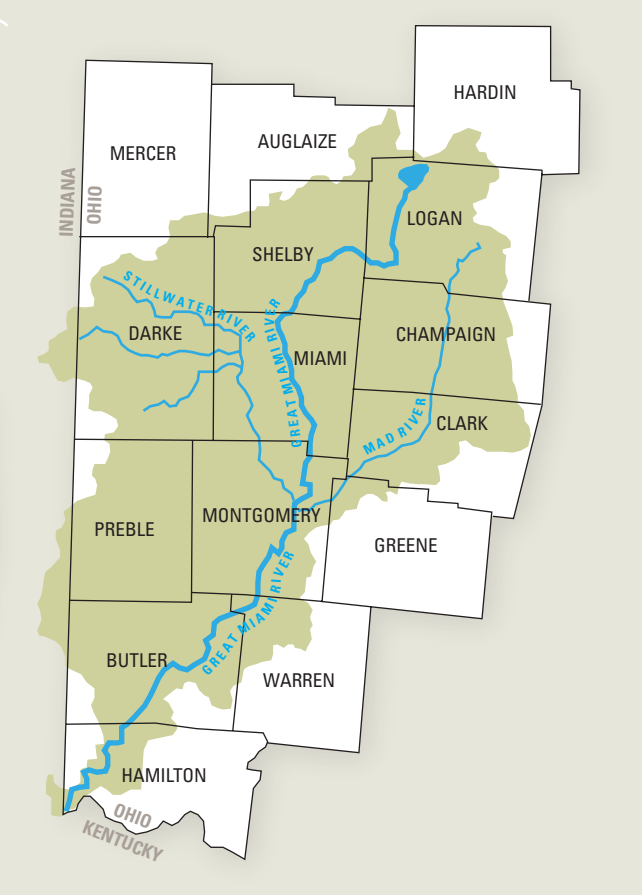 HARDIN
AUGLAIZE
MERCER
INDIANA
OHIO
LOGAN
SHELBY
STILLWATER RIVER
DARKE
GREAT MIAMI RIVER
MIAMI
CHAMPAIGN
MAD RIVER
CLARK
MONTGOMERY
PREBLE
GREENE
GREAT MIAMI RIVER
BUTLER
WARREN
HAMILTON
OHIO
KENTUCKY